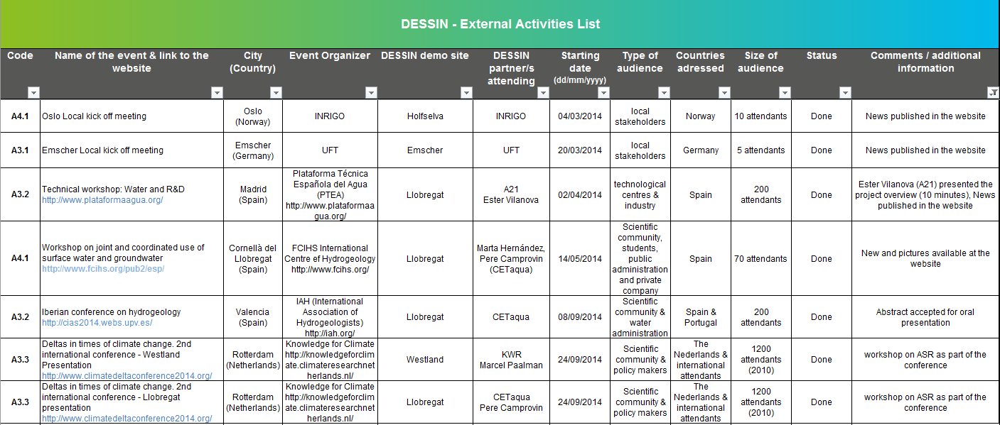 DESSIN - External Activities List
Code
Name of the event & link to the
website
City
(Country)
Event Organizer
DESSIN demo site
DESSIN
partner/s
attending
Starting
date
(dd/mm/yyyy)
Type of
audience
Countries
adressed
Size of
audience
Status
Comments / additional
information
A4.1
Oslo Local kick off meeting
Oslo
(Norway)
INRIGO
Holfselva
INRIGO
04/03/2014
local
stakeholders
Norway
10 attendants
Done
News published in the website
A3.1
Emscher Local kick off meeting
Emscher
(Germany)
UFT
Emscher
UFT
20/03/2014
local
stakeholders
Germany
5 attendants
Done
News published in the website
A3.2
Technical workshop: Water and R&D
http://www.plataformaagua.org/
Madrid
(Spain)
Plataforma Técnica
Española del Agua
(PTEA)
http://www.plataformaa
gua.org/
Llobregat
A21
Ester Vilanova
02/04/2014
technological
centres &
industry
Spain
200
attendants
Done
Ester Vilanova (A21) presented the
project overview (10 minutes), News
published in the website
A4.1
Workshop on joint and coordinated use of
surface water and groundwater
http://www.fcihs.org/pub2/esp/
Cornellà del
Llobregat
(Spain)
FCIHS International
Centre of Hydrogeology
http://www.fcihs.org/
Llobregat
Marta Hernández,
Pere Camprovin
(CETaqua)
14/05/2014
Scientific
community,
students,
public
administration
and private
company
Spain
70 attendants
Done
New and pictures available at the
website
A3.2
Iberian conference on hydrogeology
http://cias2014.webs.upv.es/
Valencia
(Spain)
IAH (International
Association of
Hydrogeologists)
http://iah.org/
Llobregat
CETaqua
08/09/2014
Scientific
community &
water
administration
Spain &
Portugal
200
attendants
Done
Abstract accepted for oral
presentation
A3.3
Deltas in times of climate change. 2nd
international conference - Westland
Presentation
http://www.climatedeltaconference2014.org/
Rotterdam
(Netherlands)
Knowledge for Climate
http://knowledgeforclim
ate.climateresearchnet
herlands.nl/
Westland
KWR
Marcel Paalman
24/09/2014
Scientific
community &
policy makers
The
Nederlands &
international
attendants
1200
attendants
(2010)
Done
workshop on ASR as part of the
conference
A3.3
Deltas in times of climate change. 2nd
international conference - Llobregat
presentation
http://www.climatedeltaconference2014.org/
Rotterdam
(Netherlands)
Knowledge for Climate
http://knowledgeforclim
ate.climateresearchnet
herlands.nl/
Llobregat
CETaqua
Pere Camprovin
24/09/2014
Scientific
community &
policy makers
The
Nederlands &
international
attendants
1200
attendants
(2010)
Done
workshop on ASR as part of the
conference